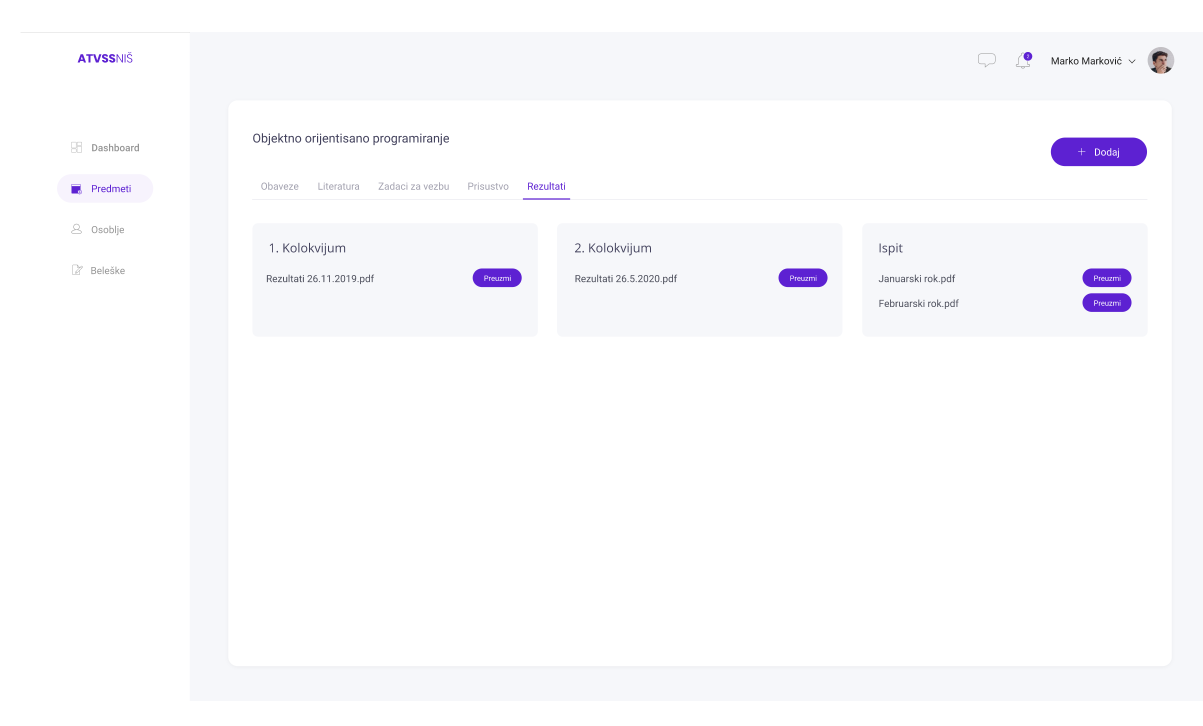 ATVSSNIŠ
Marko Marković
Dashboard
Predmeti
Osoblje
Beleške
Objektno orijentisano programiranje
+ Dodaj
Obaveze Literatura Zadaci za vezbu Prisustvo Rezultati
1. Kolokvijum
Rezultati 26.11.2019.pdf Preuzmi
2. Kolokvijum
Rezultati 26.5.2020.pdf Preuzmi
Ispit
Januarski rok.pdf Preuzmi
Februarski rok.pdf Preuzmi